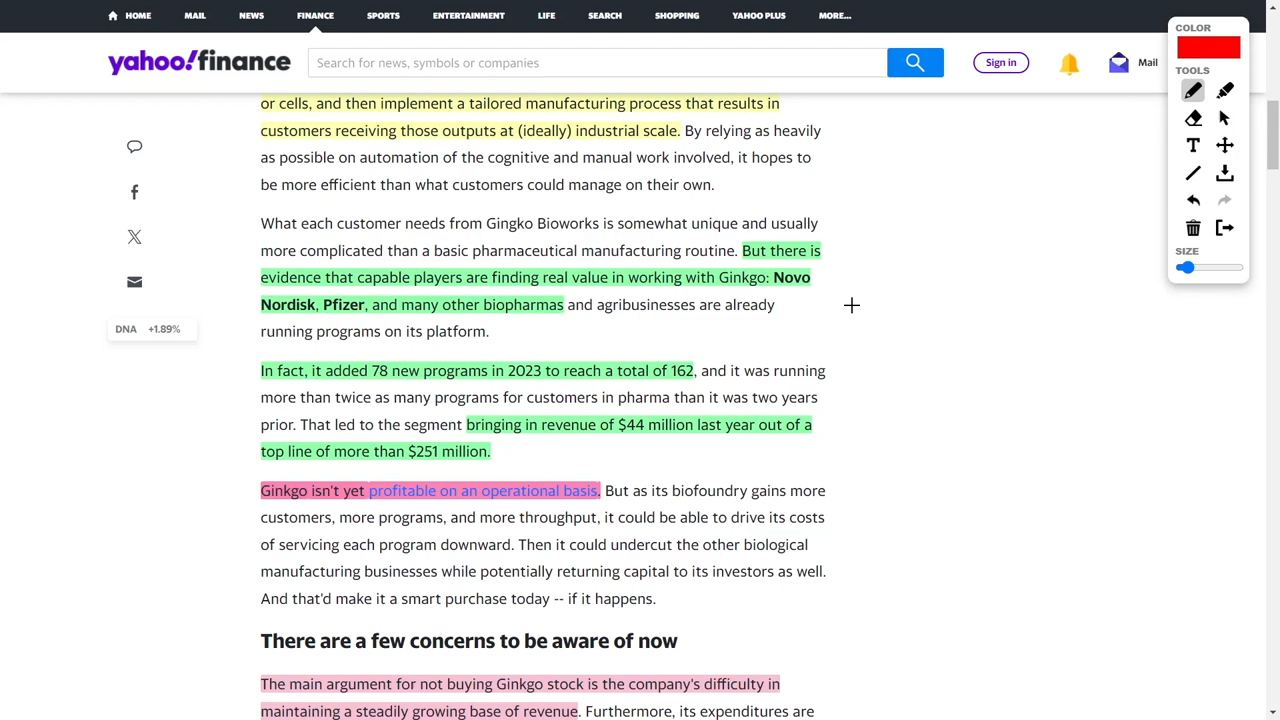 HOME MAIL NEWS FINANCE SPORTS ENTERTAINMENT LIFE SEARCH SHOPPING YAHOO PLUS MORE...
yahoo!finance Search for news, symbols or companies Sign in Mail
COLOR
TOOLS
T
SIZE
or cells, and then implement a tailored manufacturing process that results in
customers receiving those outputs at (ideally) industrial scale. By relying as heavily
as possible on automation of the cognitive and manual work involved, it hopes to
be more efficient than what customers could manage on their own.
What each customer needs from Gingko Bioworks is somewhat unique and usually
more complicated than a basic pharmaceutical manufacturing routine. But there is
evidence that capable players are finding real value in working with Ginkgo: Novo
Nordisk, Pfizer, and many other biopharmas and agribusinesses are already
running programs on its platform.
DNA +1.89%
In fact, it added 78 new programs in 2023 to reach a total of 162, and it was running
more than twice as many programs for customers in pharma than it was two years
prior. That led to the segment bringing in revenue of $44 million last year out of a
top line of more than $251 million.
Ginkgo isn't yet profitable on an operational basis. But as its biofoundry gains more
customers, more programs, and more throughput, it could be able to drive its costs
of servicing each program downward. Then it could undercut the other biological
manufacturing businesses while potentially returning capital to its investors as well.
And that'd make it a smart purchase today -- if it happens.
There are a few concerns to be aware of now
The main argument for not buying Ginkgo stock is the company's difficulty in
maintaining a steadily growing base of revenue. Furthermore, its expenditures are